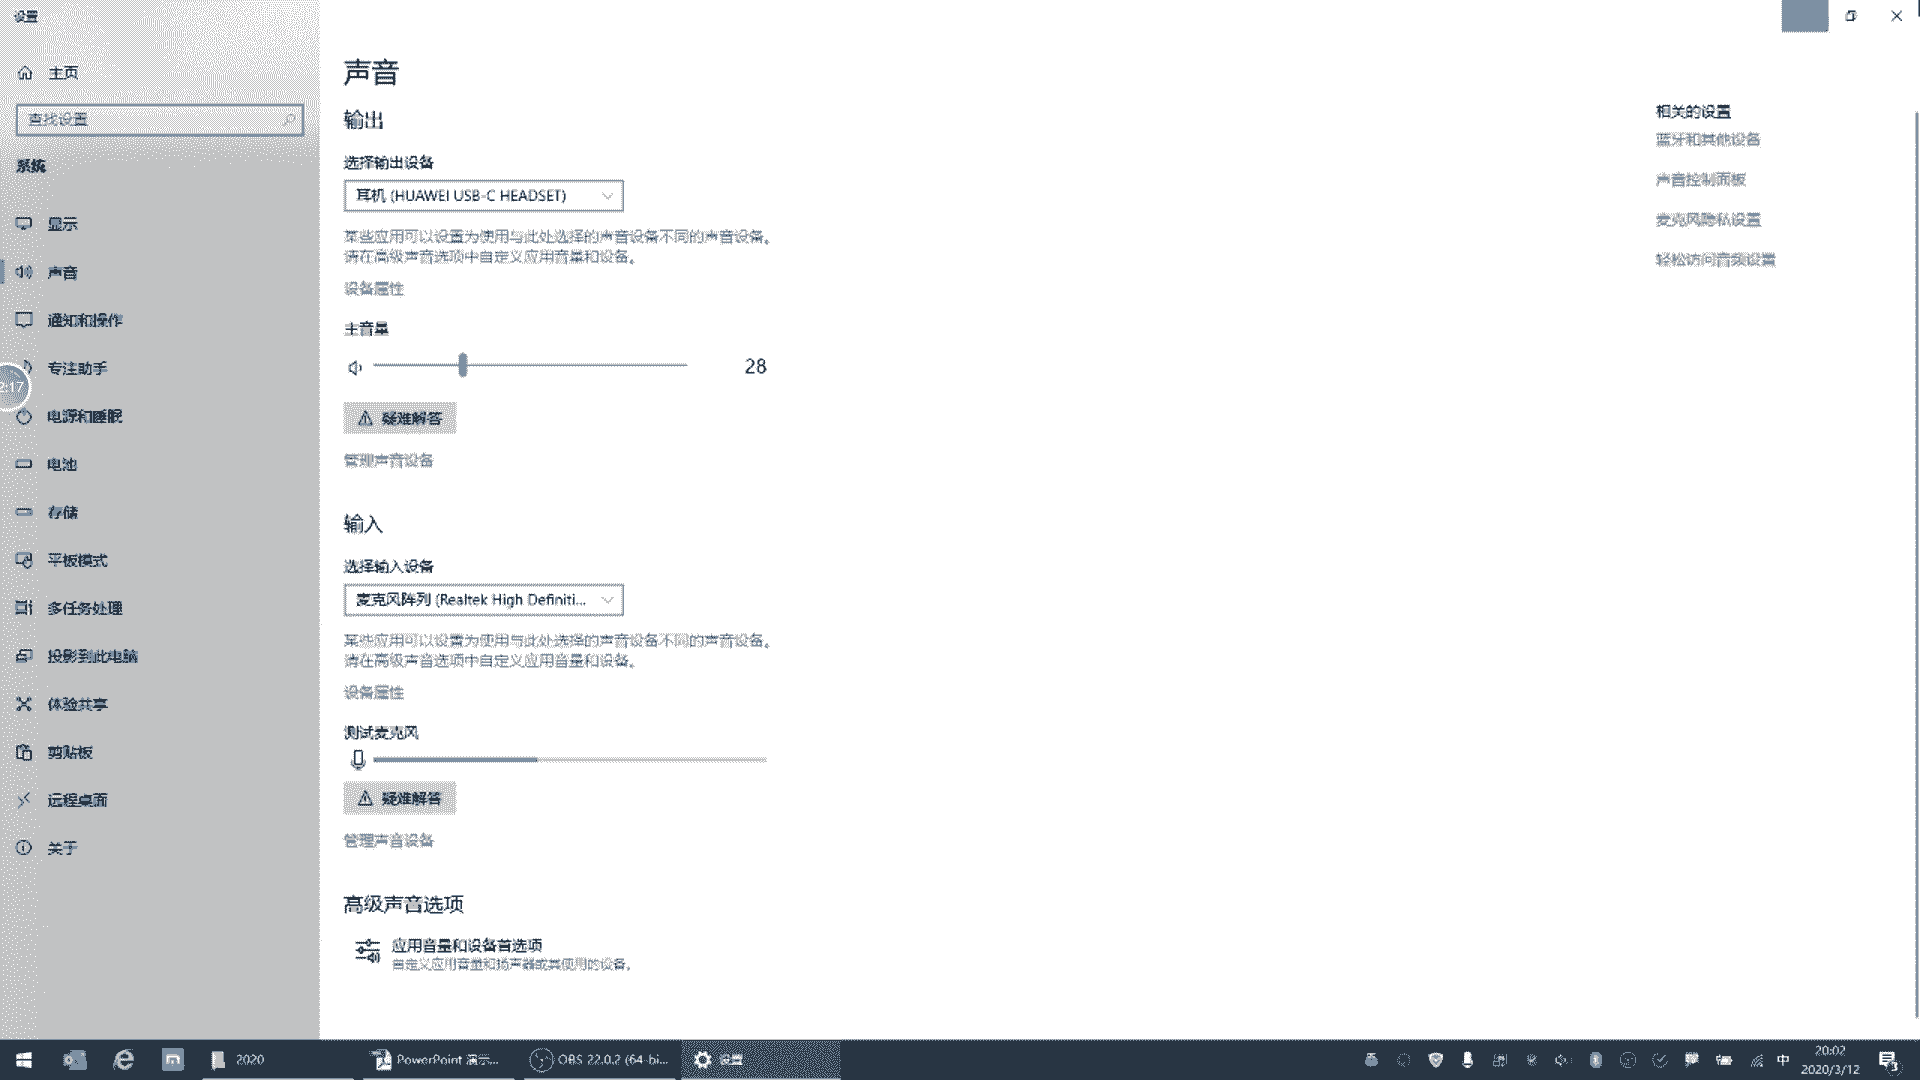 设置
主页
查找设置
系统
显示
声音
通知和操作
专注助手
2:17
电源和睡眠
电池
存储
平板模式
多任务处理
投影到此电脑
体验共享
剪贴板
远程桌面
关于
声音
输出
选择输出设备
耳机 (HUAWEI USB-C HEADSET)
某些应用可以设置为使用与此处选择的声音设备不同的声音设备。
请在高级声音选项中自定义应用音量和设备。
设备属性
主音量
28
疑难解答
管理声音设备
输入
选择输入设备
麦克风阵列 (Realtek High Definiti...
某些应用可以设置为使用与此处选择的声音设备不同的声音设备。
请在高级声音选项中自定义应用音量和设备。
设备属性
测试麦克风
疑难解答
管理声音设备
高级声音选项
应用音量和设备首选项
自定义应用音量和扬声器或其使用的设备。
相关的设置
蓝牙和其他设备
声音控制面板
麦克风隐私设置
轻松访问音频设置
2020
PowerPoint 演示...
OBS 22.0.2 (64-bi...
设置
中
20:02
2020/3/12
3